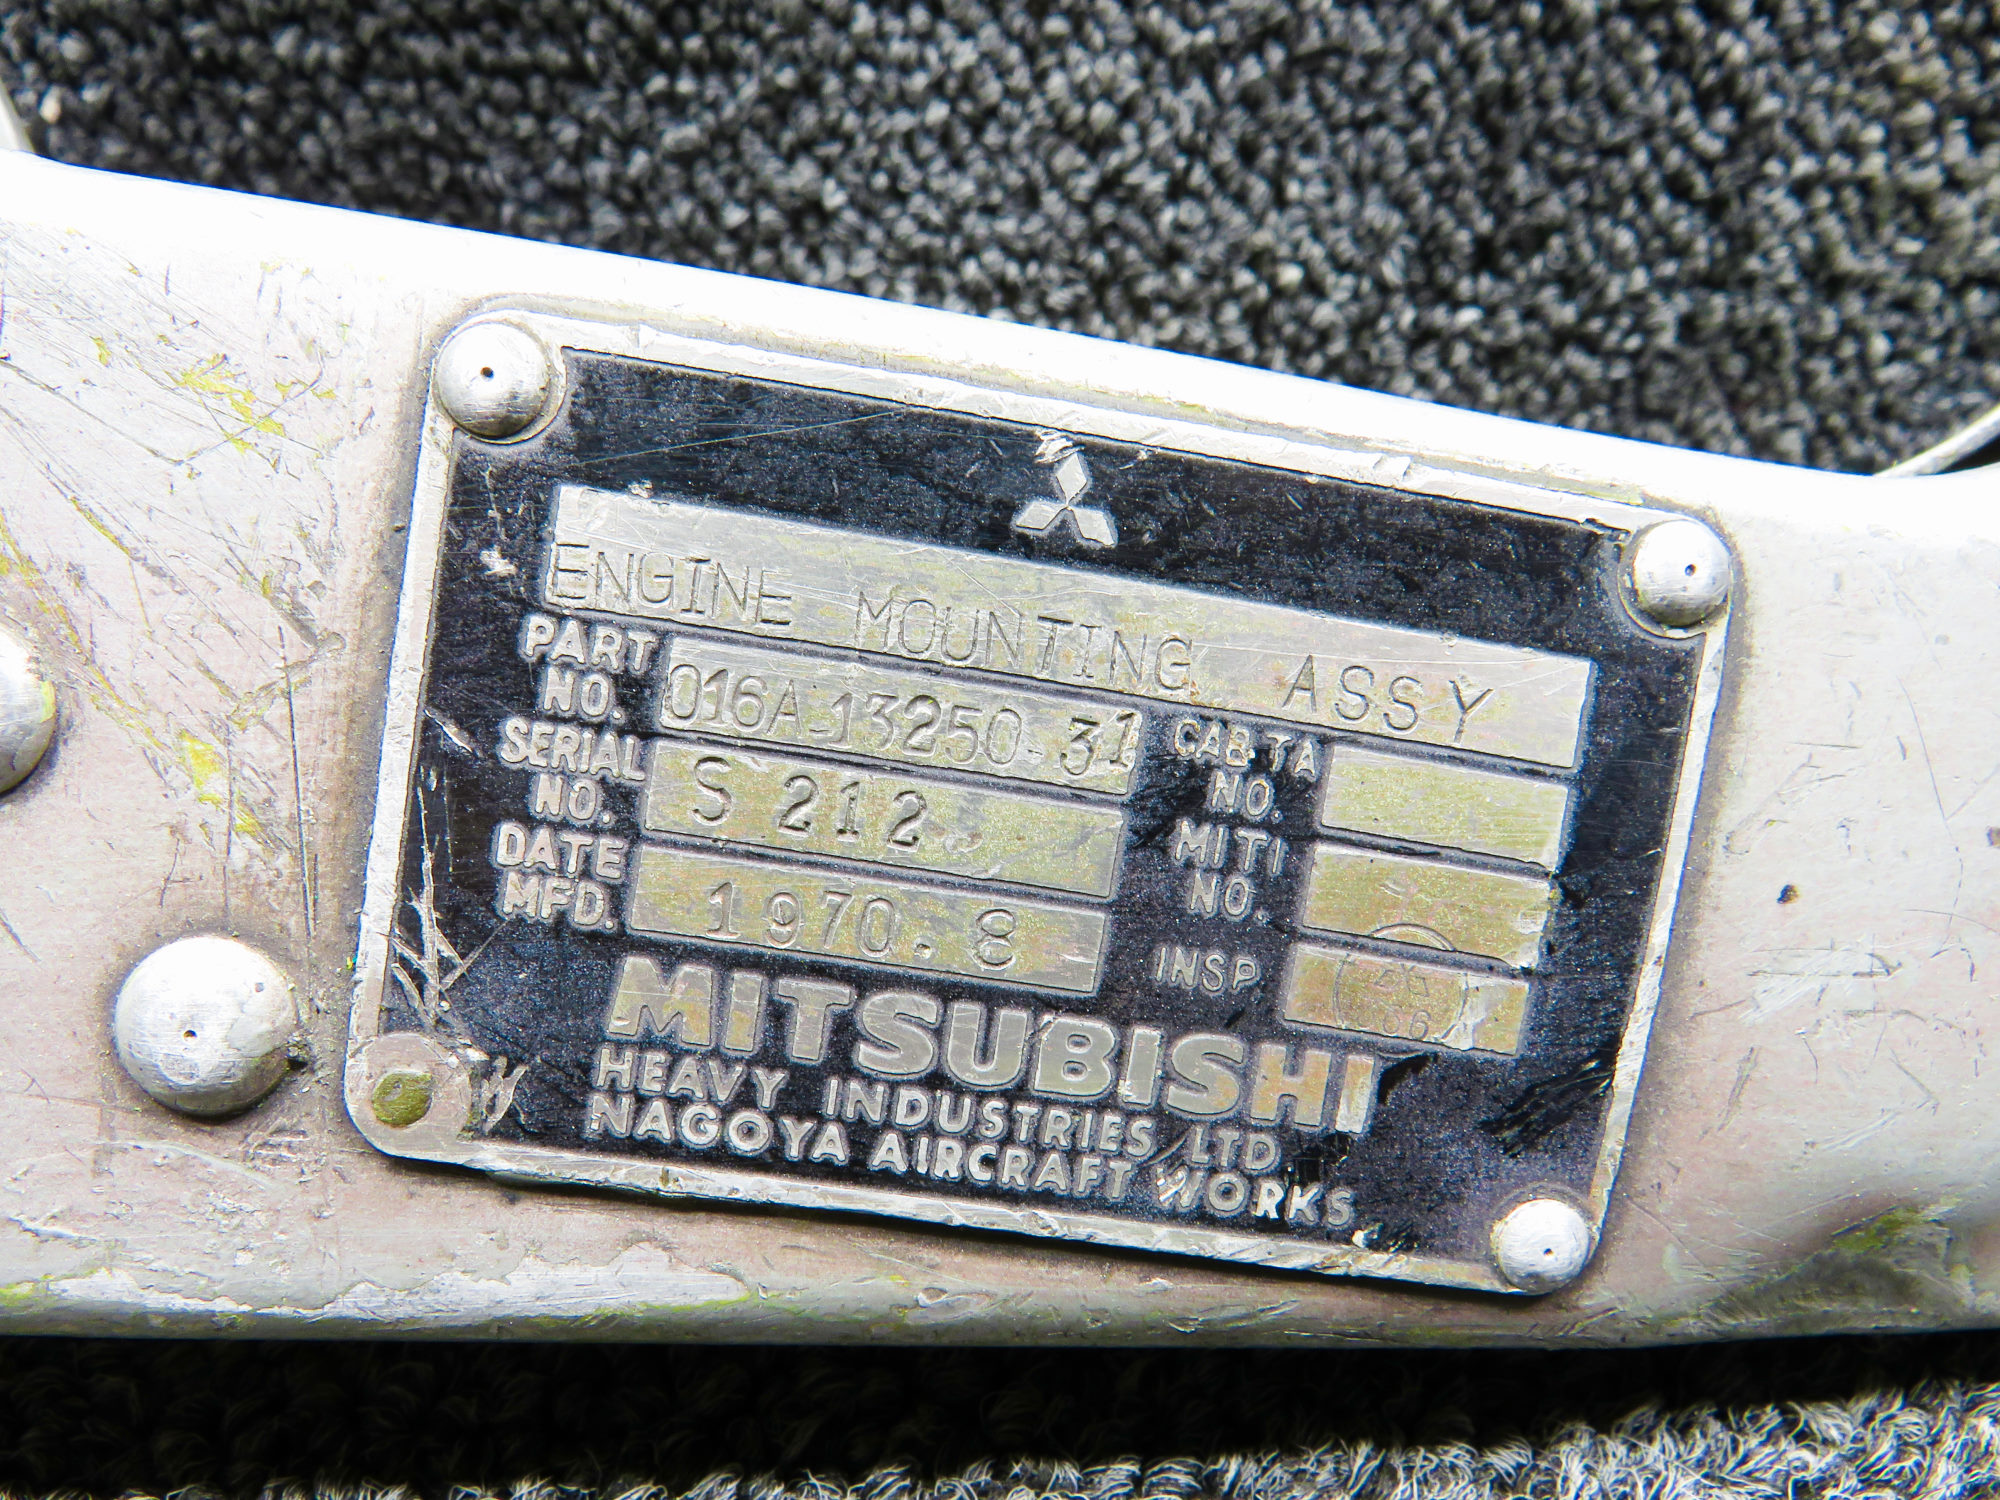 ENGINE MOUNTING ASSY
PART NO. 016A 13250 31
SERIAL NO. S 212
DATE MFD. 1970.8
CAB-TA NO.
MITI NO.
INSP.
MITSUBISHI
HEAVY INDUSTRIES LTD
NAGOYA AIRCRAFT WORKS